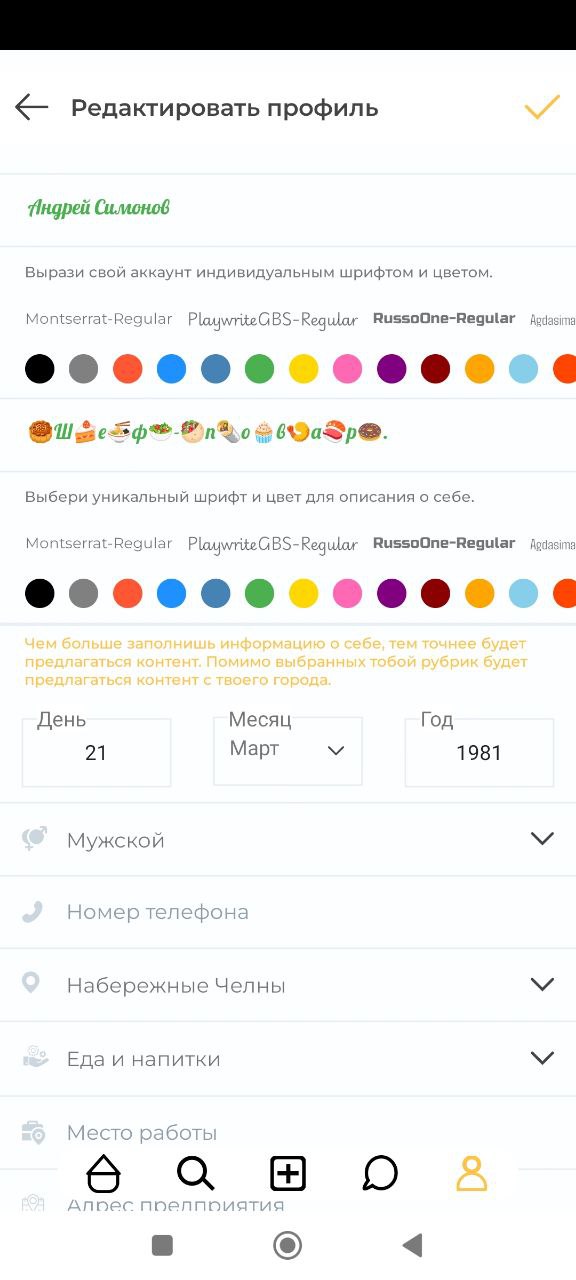 Редактировать профиль
Андрей Симонов
Вырази свой аккаунт индивидуальным шрифтом и цветом.
Montserrat-Regular PlaywriteGBS-Regular RussoOne-Regular Agdasima
🥮Ш🍰е🍜ф🥗-🥙п🌯о🧁в🍤а🍣р🍩.
Выбери уникальный шрифт и цвет для описания о себе.
Montserrat-Regular PlaywriteGBS-Regular RussoOne-Regular Agdasima
Чем больше заполнишь информацию о себе, тем точнее будет
предлагаться контент. Помимо выбранных тобой рубрик будет
предлагаться контент с твоего города.
День Месяц Год
21 Март 1981
Мужской
Номер телефона
Набережные Челны
Еда и напитки
Место работы
Адрес предприятия